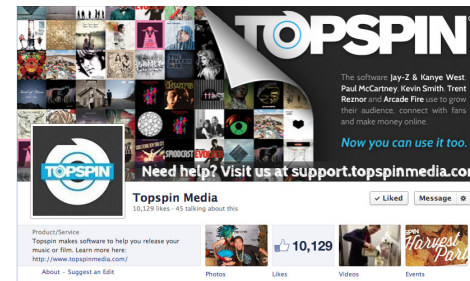 TOPSPIN
The software Jay-Z & Kanye West,
Paul McCartney, Kevin Smith, Trent
Reznor and Arcade Fire use to grow
their audience, connect with fans
and make money online.
Now you can use it too.
SMODCAST
Need help? Visit us at support.topspinmedia.co
TOPSPIN
Topspin Media
10,129 likes · 45 talking about this
✓ Liked
Message
Product/Service
Topspin makes software to help you release your
music or film. Learn more here:
http://www.topspinmedia.com/
About - Suggest an Edit
10,129
SPIN
Harvest
Part
Photos
Likes
Videos
Events